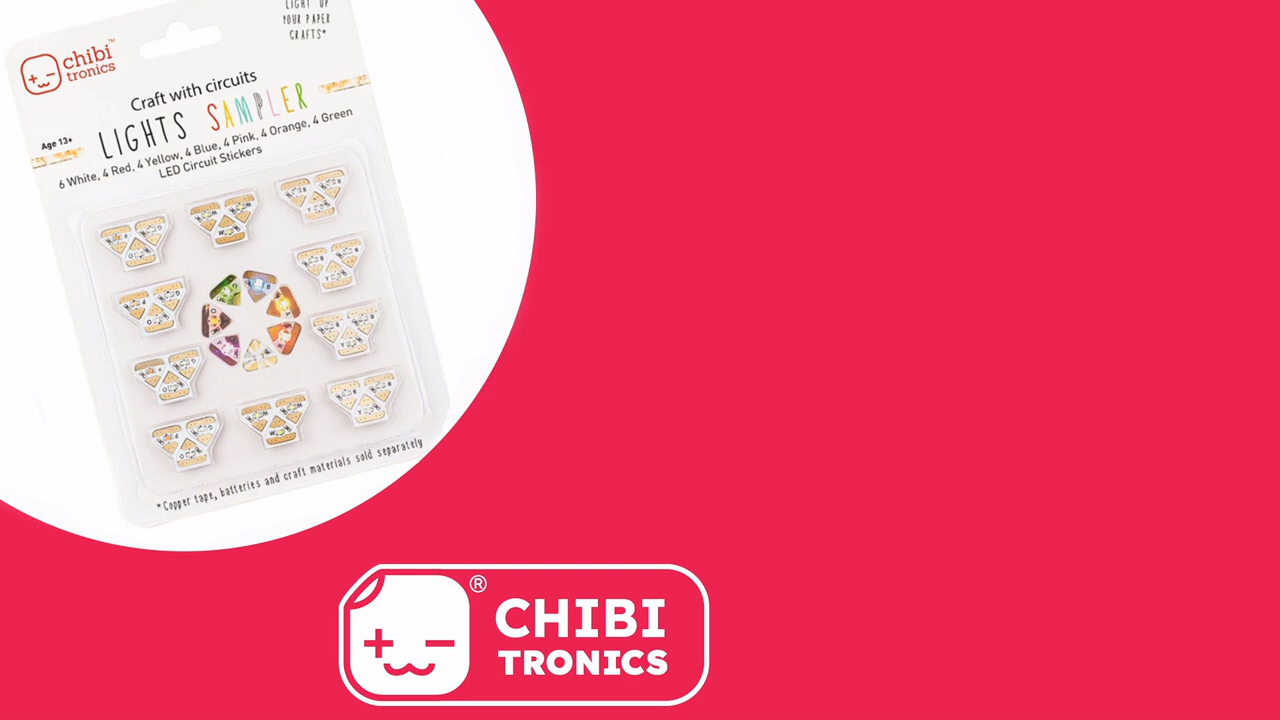 LIGHT UP
YOUR PAPER
CRAFTS*
chibi™
tronics
Craft with circuits
LIGHTS SAMPLER
Age 13+
6 White, 4 Red, 4 Yellow, 4 Blue, 4 Pink, 4 Orange, 4 Green
LED Circuit Stickers
*Copper tape, batteries and craft materials sold separately
®
CHIBI
TRONICS